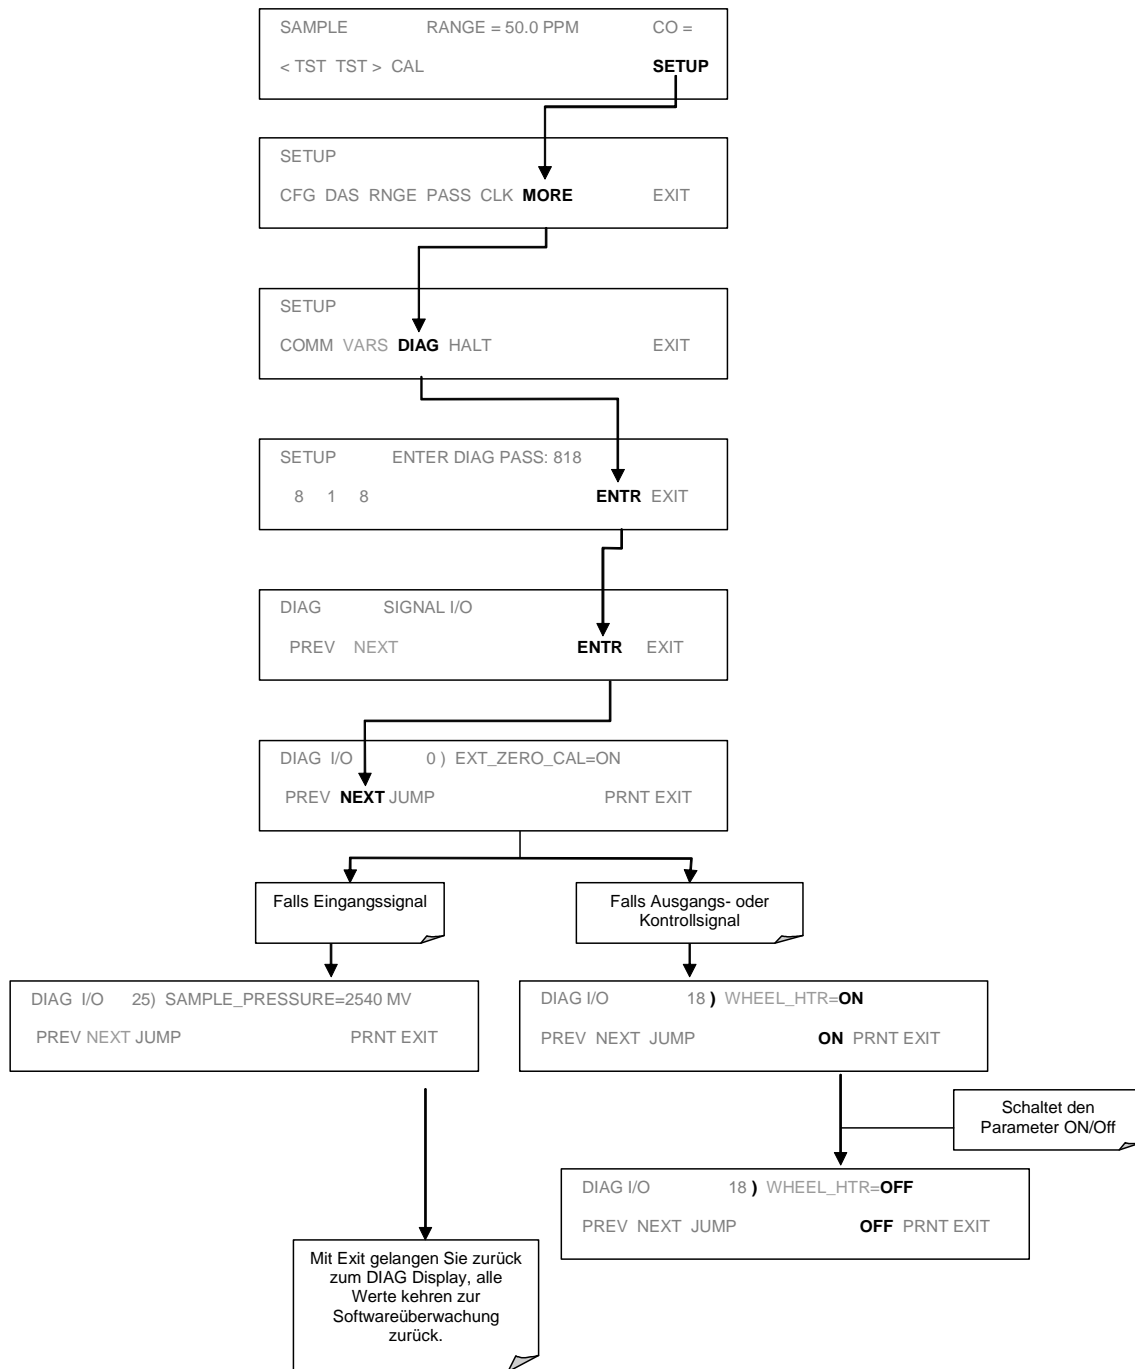 SAMPLE RANGE = 50.0 PPM CO =
< TST TST > CAL SETUP
SETUP
CFG DAS RNGE PASS CLK MORE EXIT
SETUP
COMM VARS DIAG HALT EXIT
SETUP ENTER DIAG PASS: 818
8 1 8 ENTR EXIT
DIAG SIGNAL I/O
PREV NEXT ENTR EXIT
DIAG I/O 0 ) EXT_ZERO_CAL=ON
PREV NEXT JUMP PRNT EXIT
Falls Eingangssignal
Falls Ausgangs- oder
Kontrollsignal
DIAG I/O 25) SAMPLE_PRESSURE=2540 MV
PREV NEXT JUMP PRNT EXIT
DIAG I/O 18 ) WHEEL_HTR=ON
PREV NEXT JUMP ON PRNT EXIT
Schaltet den
Parameter ON/Off
DIAG I/O 18 ) WHEEL_HTR=OFF
PREV NEXT JUMP OFF PRNT EXIT
Mit Exit gelangen Sie zurück
zum DIAG Display, alle
Werte kehren zur
Softwareüberwachung
zurück.